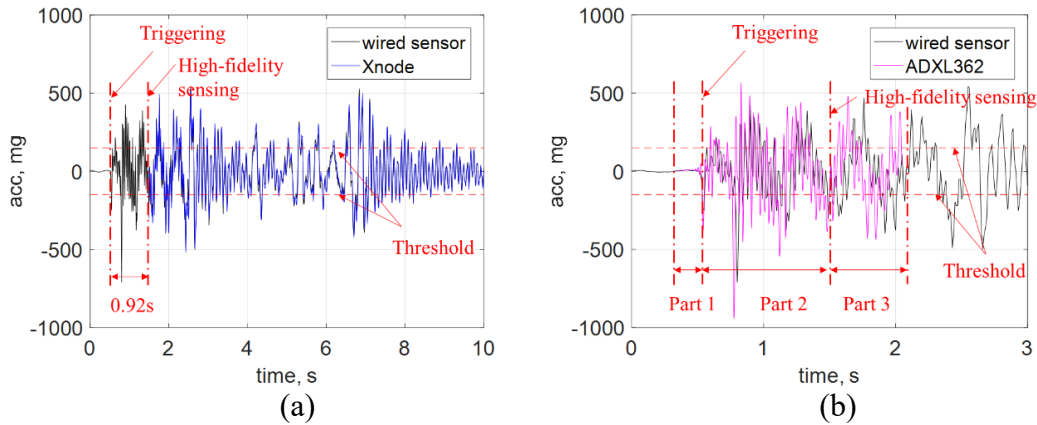 1000
500
0
-500
-1000
acc, mg
Triggering
High-fidelity
sensing
wired sensor
Xnode
Threshold
0.92s
0 2 4 6 8 10
time, s
(a)
1000
500
0
-500
-1000
acc, mg
Triggering
wired sensor
ADXL362
High-fidelity sensing
Threshold
Part 1 Part 2 Part 3
0 1 2 3
time, s
(b)